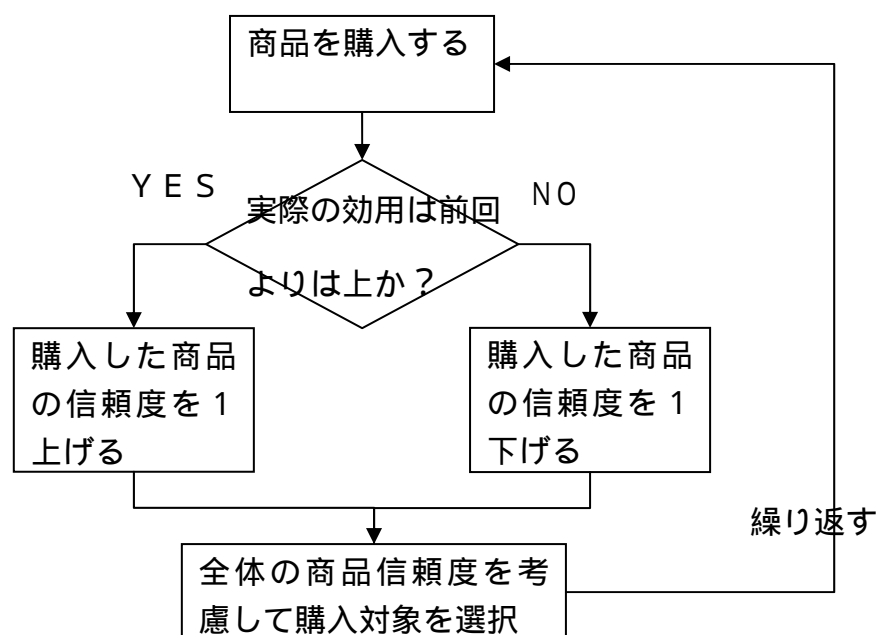 商品を購入する
ＹＥＳ
ＮＯ
実際の効用は前回
よりは上か？
購入した商品
の信頼度を１
上げる
購入した商品
の信頼度を１
下げる
繰り返す
全体の商品信頼度を考
慮して購入対象を選択